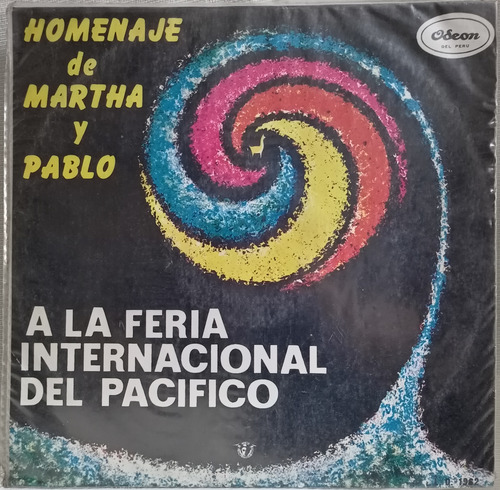 HOMENAJE
de
MARTHA
y
PABLO
Odeon
DEL PERU
A LA FERIA
INTERNACIONAL
DEL PACIFICO